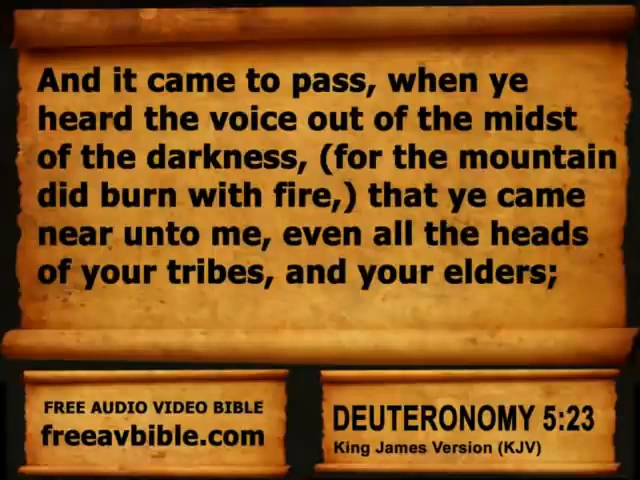 And it came to pass, when ye
heard the voice out of the midst
of the darkness, (for the mountain
did burn with fire,) that ye came
near unto me, even all the heads
of your tribes, and your elders;
FREE AUDIO VIDEO BIBLE
freeavbible.com
DEUTERONOMY 5:23
King James Version (KJV)